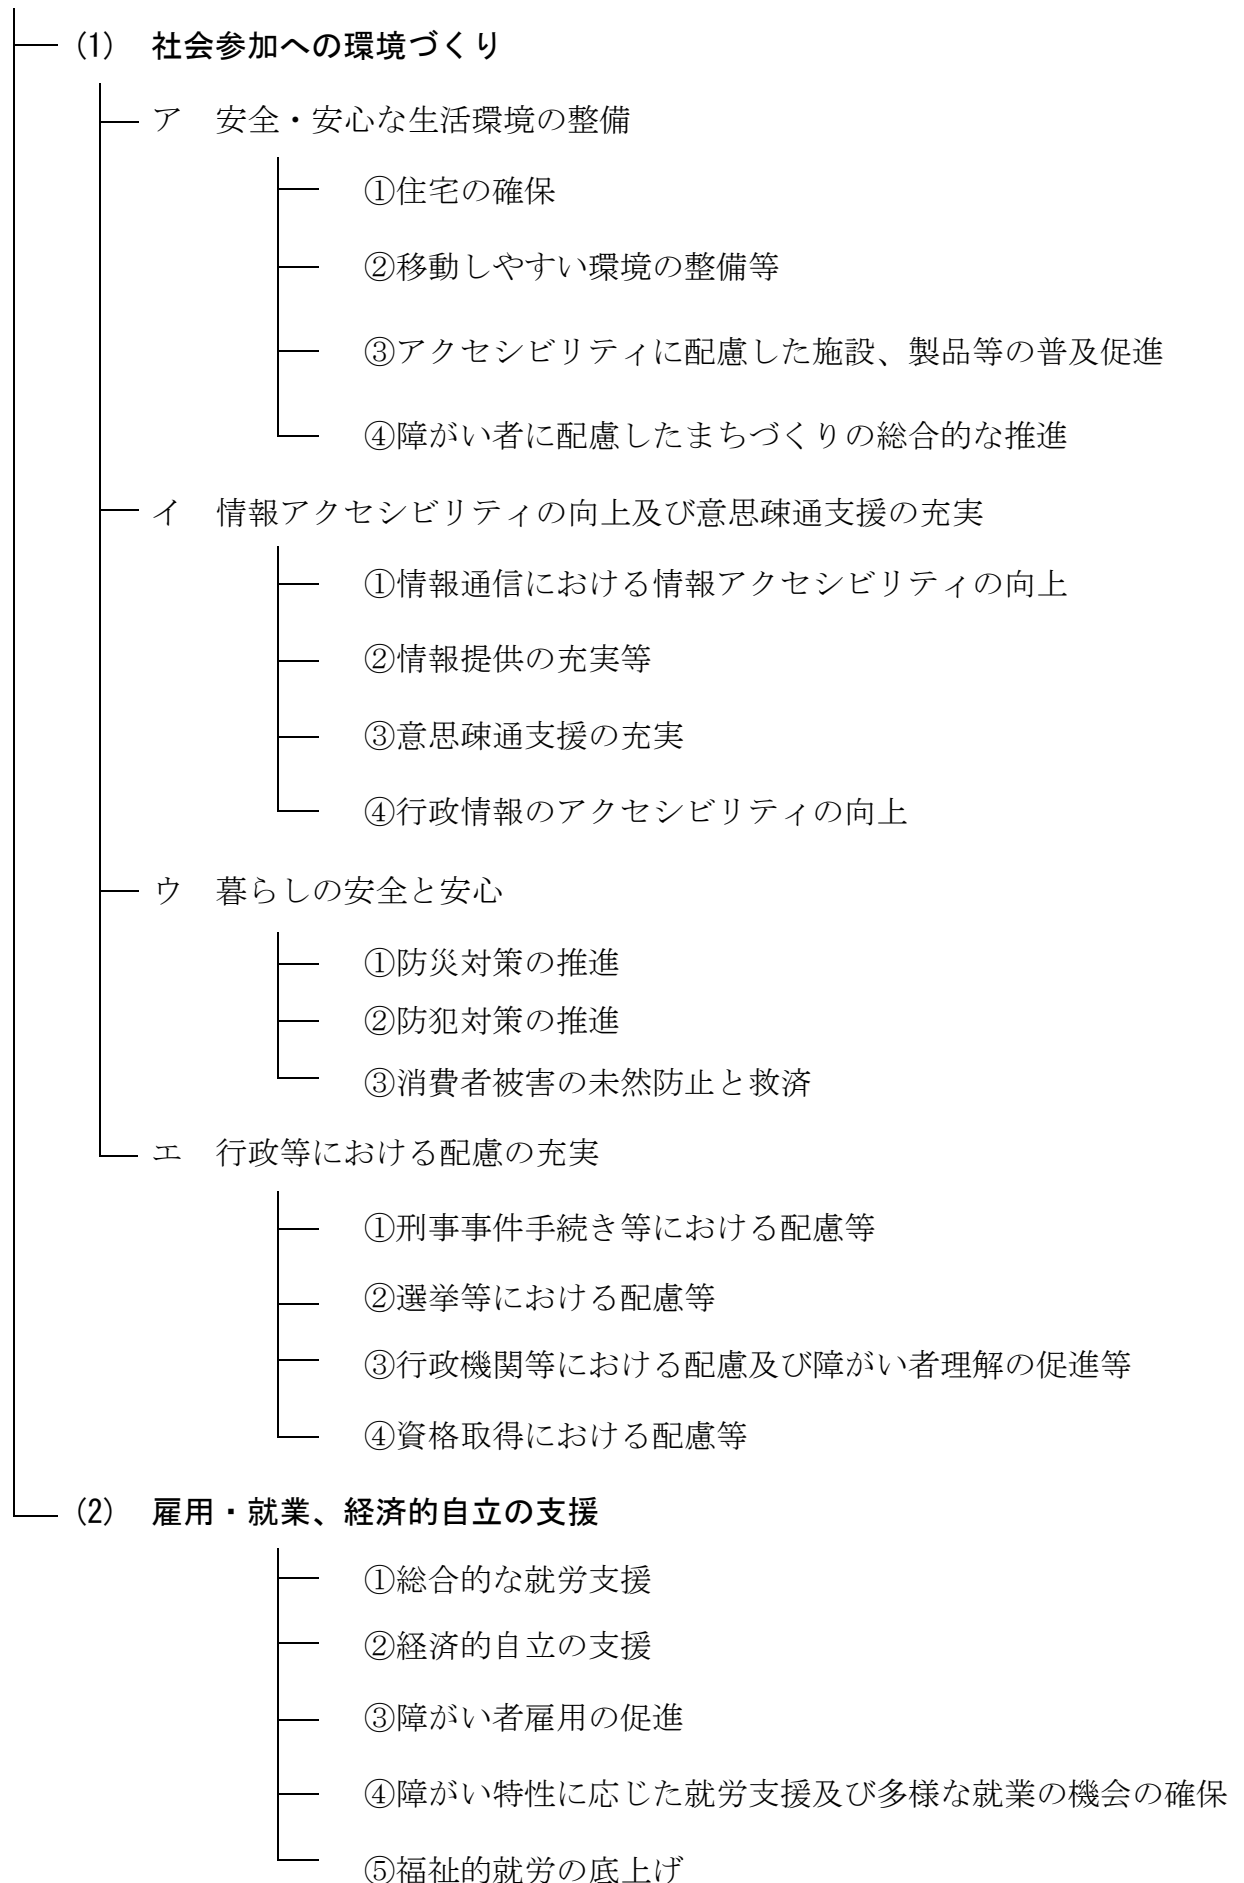 (1)　社会参加への環境づくり
ア　安全・安心な生活環境の整備
①住宅の確保
②移動しやすい環境の整備等
③アクセシビリティに配慮した施設、製品等の普及促進
④障がい者に配慮したまちづくりの総合的な推進
イ　情報アクセシビリティの向上及び意思疎通支援の充実
①情報通信における情報アクセシビリティの向上
②情報提供の充実等
③意思疎通支援の充実
④行政情報のアクセシビリティの向上
ウ　暮らしの安全と安心
①防災対策の推進
②防犯対策の推進
③消費者被害の未然防止と救済
エ　行政等における配慮の充実
①刑事事件手続き等における配慮等
②選挙等における配慮等
③行政機関等における配慮及び障がい者理解の促進等
④資格取得における配慮等
(2)　雇用・就業、経済的自立の支援
①総合的な就労支援
②経済的自立の支援
③障がい者雇用の促進
④障がい特性に応じた就労支援及び多様な就業の機会の確保
⑤福祉的就労の底上げ